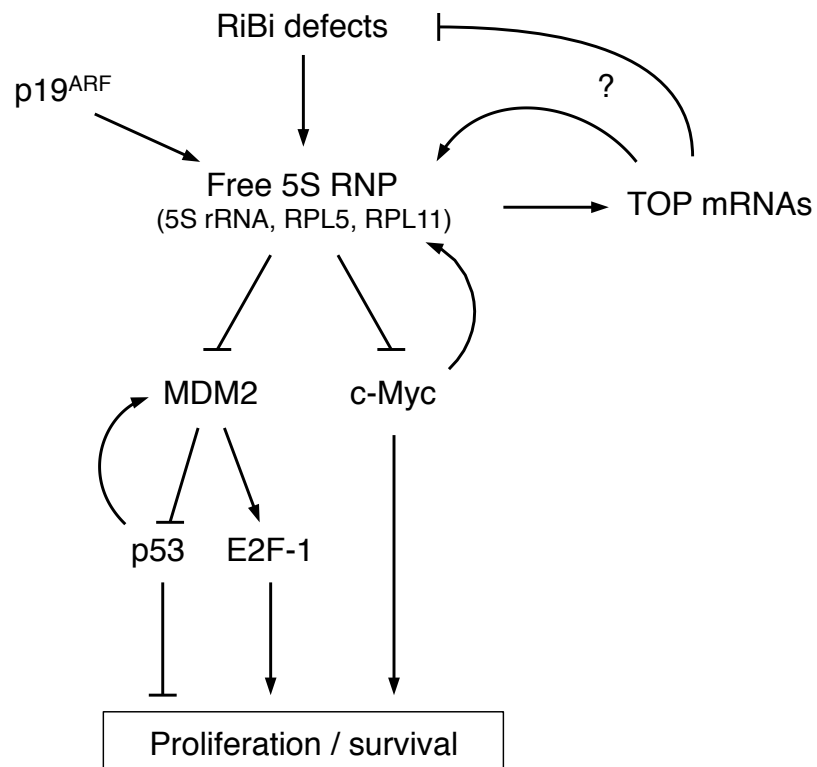 RiBi defects
p19ᴬᴿᶠ
?
Free 5S RNP
(5S rRNA, RPL5, RPL11)
TOP mRNAs
MDM2
c-Myc
p53
E2F-1
Proliferation / survival